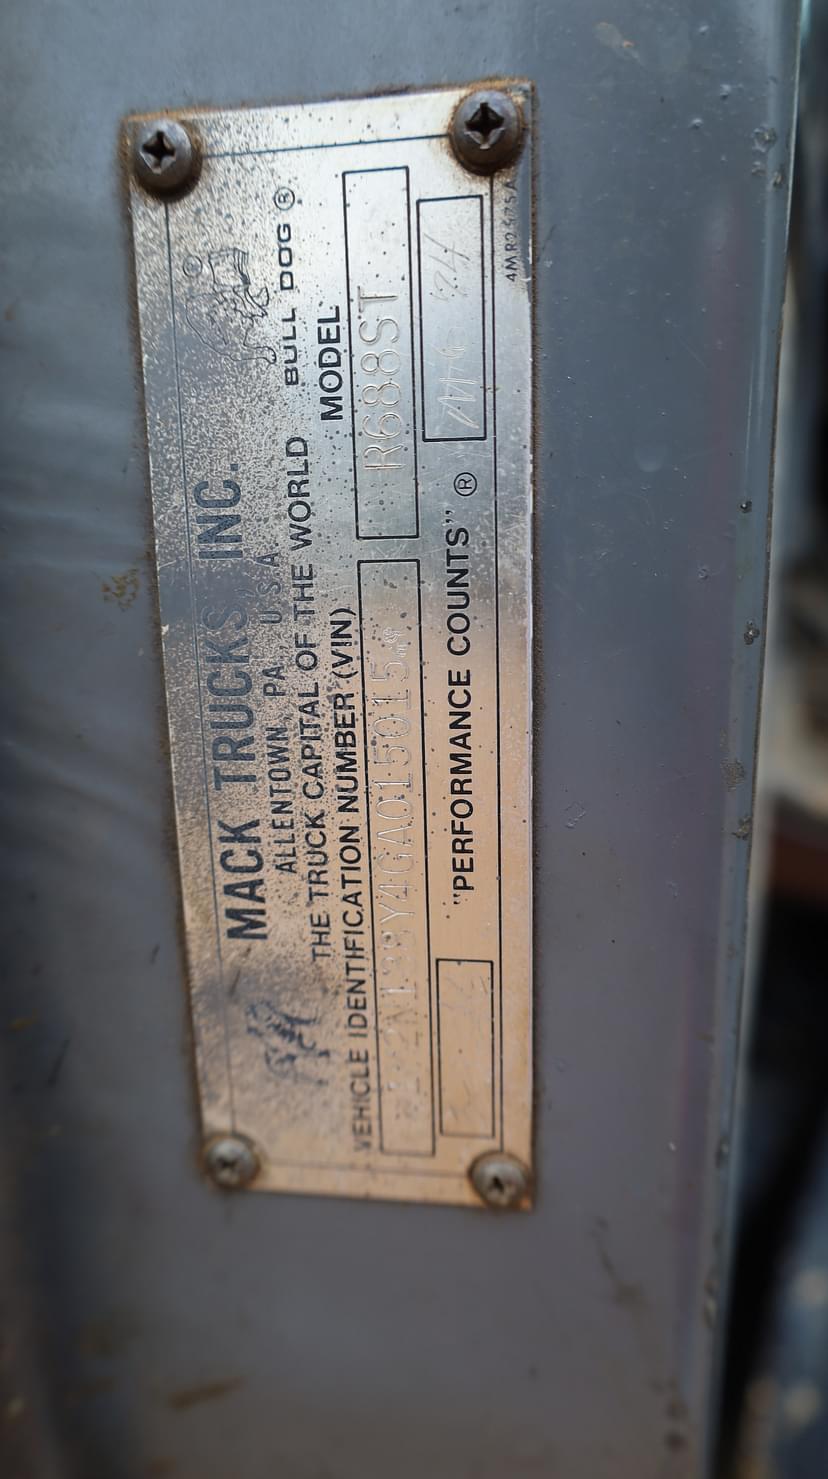 MACK TRUCKS, INC.
ALLENTOWN, PA. U.S.A
THE TRUCK CAPITAL OF THE WORLD
BULL DOG ®
VEHICLE IDENTIFICATION NUMBER (VIN)
MODEL
R688ST
"PERFORMANCE COUNTS" ®